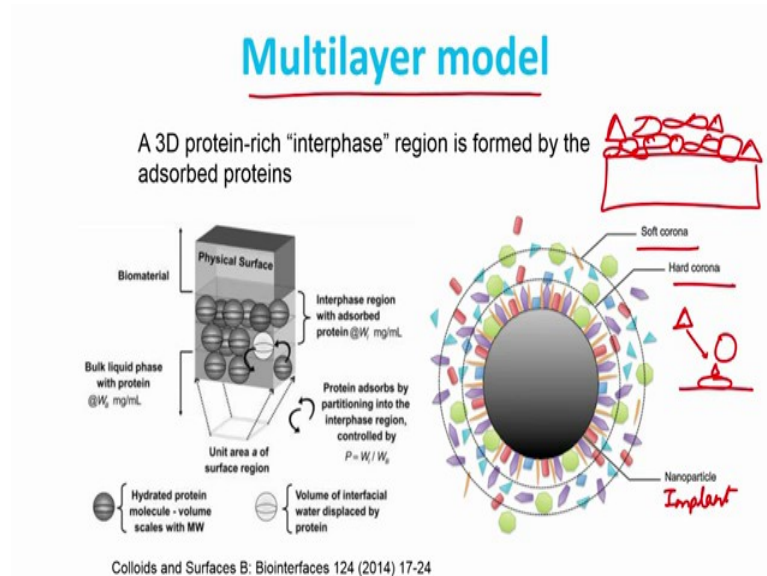 Multilayer model
A 3D protein-rich “interphase” region is formed by the
adsorbed proteins
Physical Surface
Biomaterial
Interphase region
with adsorbed
protein @Wᵢ mg/mL
Bulk liquid phase
with protein
@W_B mg/mL
Protein adsorbs by
partitioning into the
interphase region,
controlled by
P = Wᵢ / W_B
Unit area a of
surface region
Hydrated protein
molecule - volume
scales with MW
Volume of interfacial
water displaced by
protein
Soft corona
Hard corona
Nanoparticle
Implant
Colloids and Surfaces B: Biointerfaces 124 (2014) 17-24